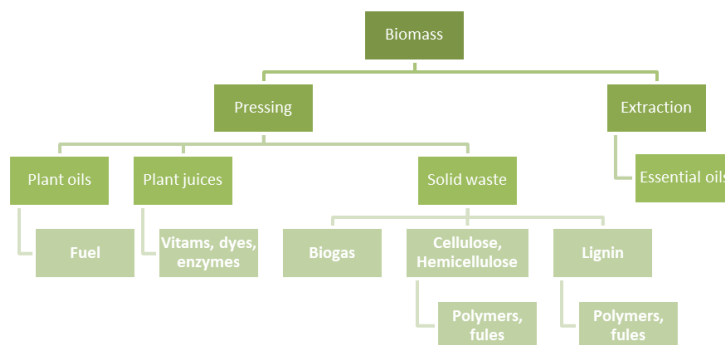 Biomass
Pressing
Extraction
Plant oils
Plant juices
Solid waste
Essential oils
Fuel
Vitams, dyes,
enzymes
Biogas
Cellulose,
Hemicellulose
Lignin
Polymers,
fules
Polymers,
fules